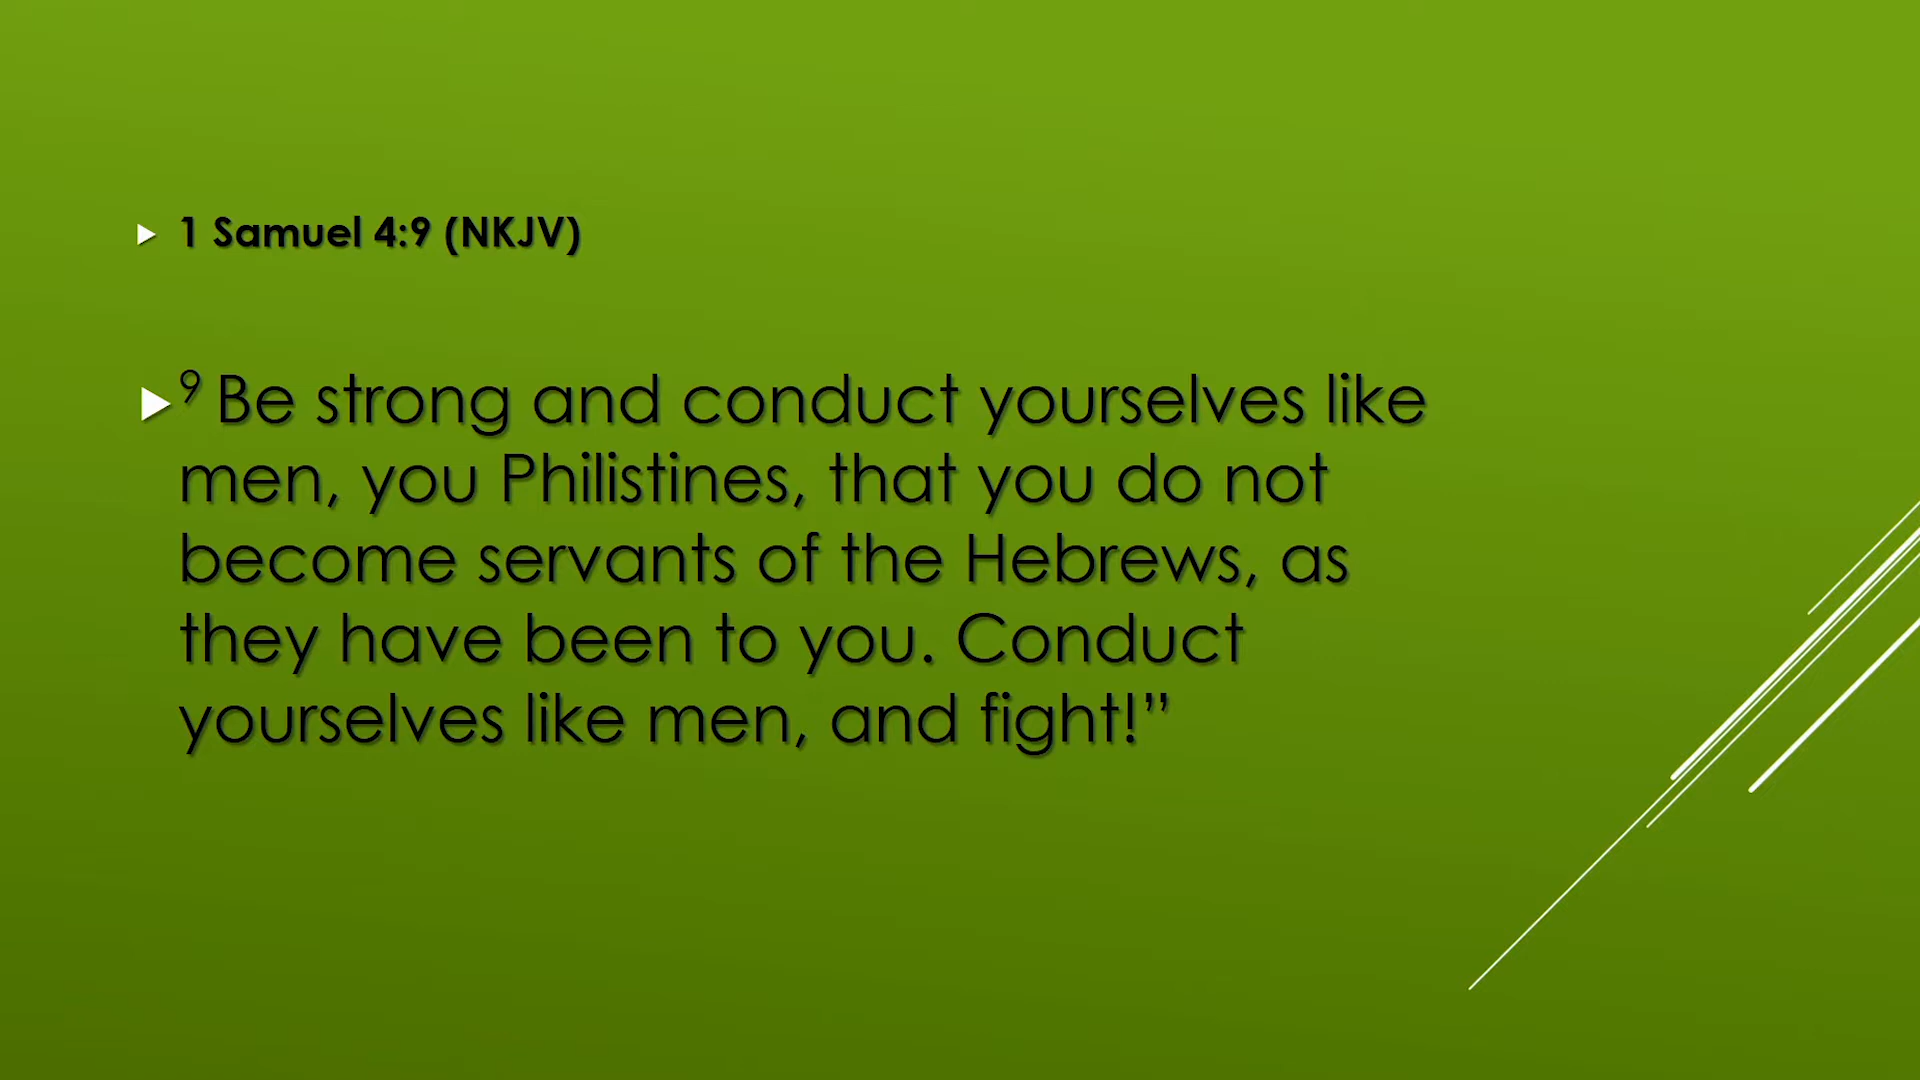 1 Samuel 4:9 (NKJV)
9 Be strong and conduct yourselves like
men, you Philistines, that you do not
become servants of the Hebrews, as
they have been to you. Conduct
yourselves like men, and fight!”